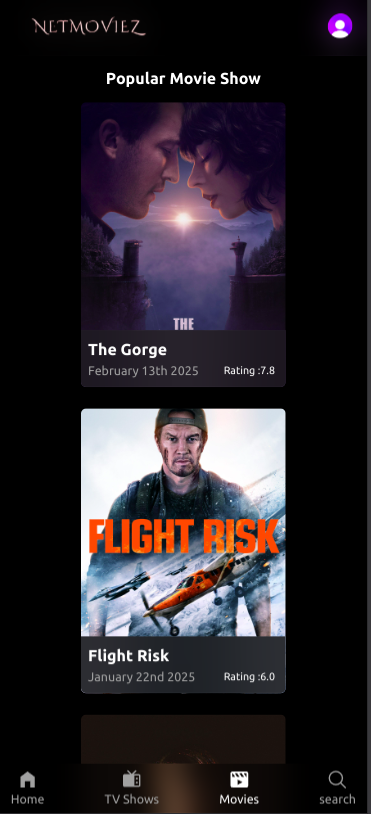 NETMOVIEZ
Popular Movie Show
THE
The Gorge
February 13th 2025
Rating :7.8
FLIGHT RISK
Flight Risk
January 22nd 2025
Rating :6.0
Home
TV Shows
Movies
search